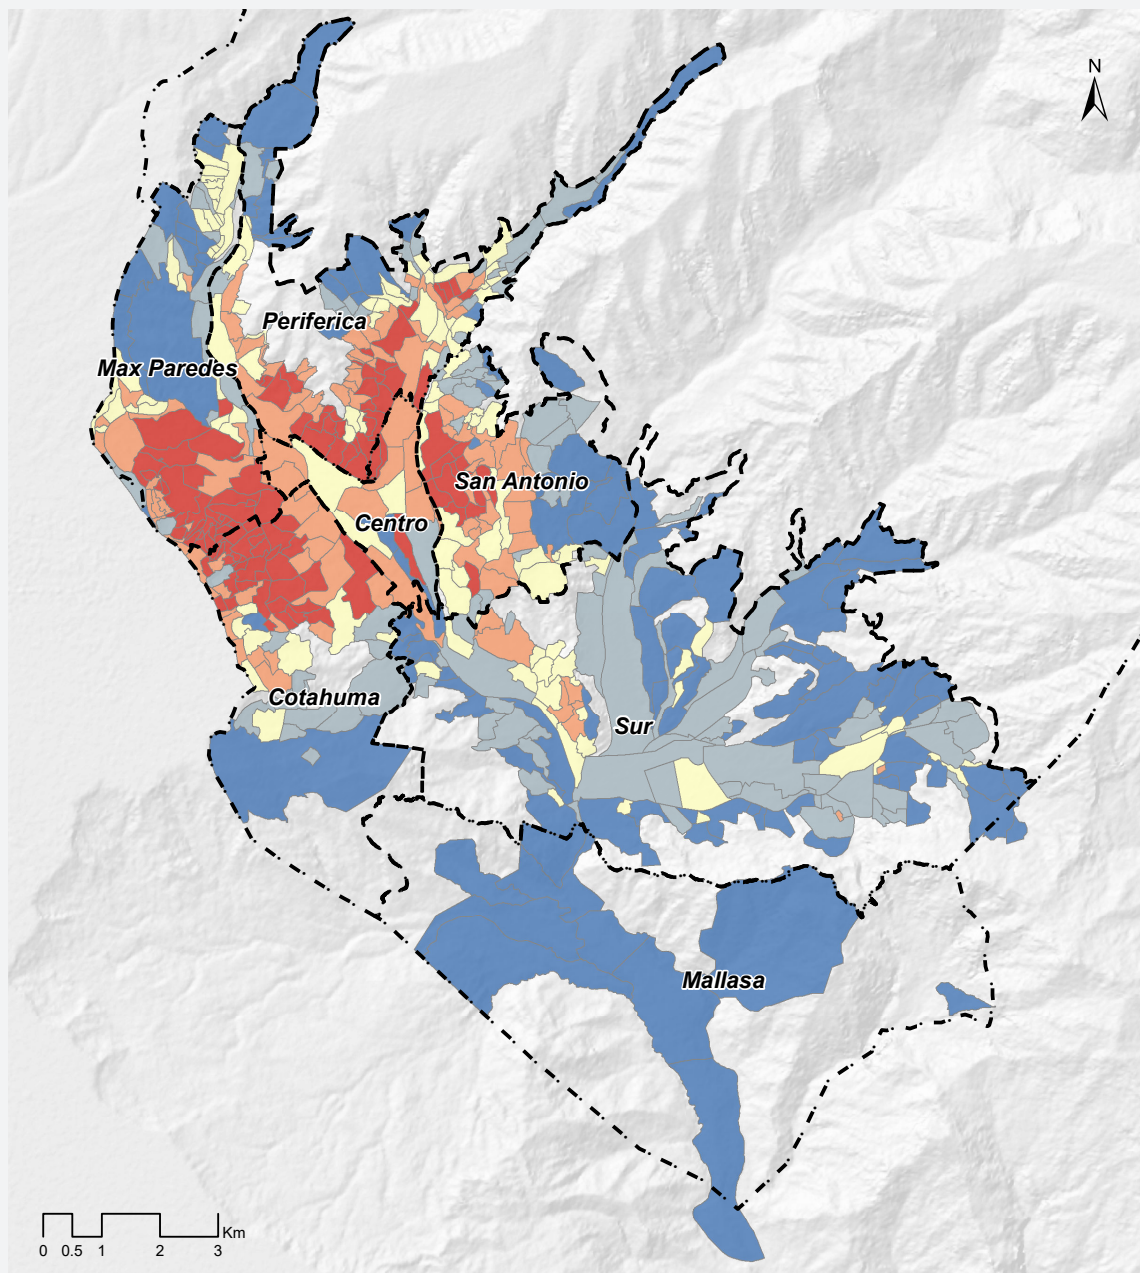 N
Periferica
Max Paredes
San Antonio
Centro
Cotahuma
Sur
Mallasa
Km
0 0.5 1 2 3